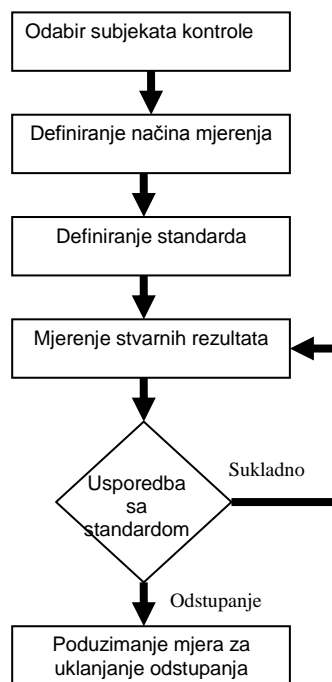 Odabir subjekata kontrole
Definiranje načina mjerenja
Definiranje standarda
Mjerenje stvarnih rezultata
Usporedba
sa
standardom
Sukladno
Odstupanje
Poduzimanje mjera za
uklanjanje odstupanja